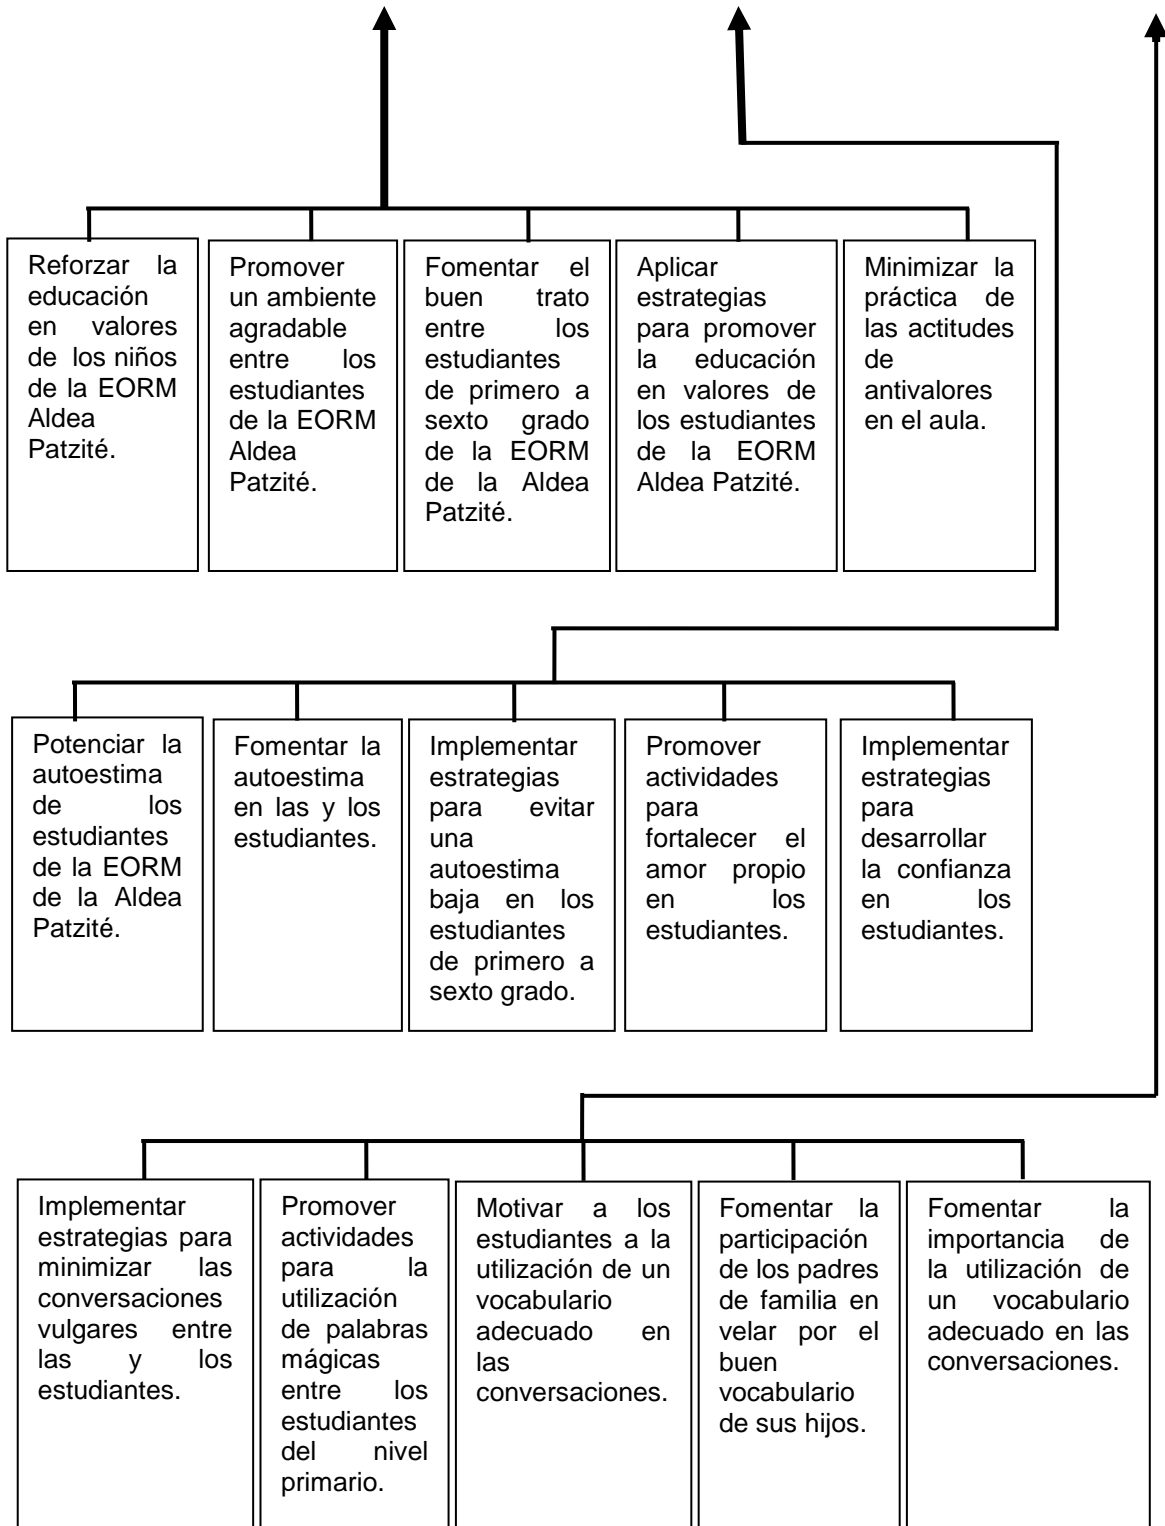 Reforzar la
educación
en valores
de los niños
de la EORM
Aldea
Patzité.
Promover
un ambiente
agradable
entre los
estudiantes
de la EORM
Aldea
Patzité.
Fomentar el
buen trato
entre los
estudiantes
de primero a
sexto grado
de la EORM
de la Aldea
Patzité.
Aplicar
estrategias
para promover
la educación
en valores de
los estudiantes
de la EORM
Aldea Patzité.
Minimizar la
práctica de
las actitudes
de
antivalores
en el aula.
Potenciar la
autoestima
de los
estudiantes
de la EORM
de la Aldea
Patzité.
Fomentar la
autoestima
en las y los
estudiantes.
Implementar
estrategias
para evitar
una
autoestima
baja en los
estudiantes
de primero a
sexto grado.
Promover
actividades
para
fortalecer el
amor propio
en los
estudiantes.
Implementar
estrategias
para
desarrollar
la confianza
en los
estudiantes.
Implementar
estrategias para
minimizar las
conversaciones
vulgares entre
las y los
estudiantes.
Promover
actividades
para la
utilización
de palabras
mágicas
entre los
estudiantes
del nivel
primario.
Motivar a los
estudiantes a la
utilización de un
vocabulario
adecuado en
las
conversaciones.
Fomentar la
participación
de los padres
de familia en
velar por el
buen
vocabulario
de sus hijos.
Fomentar la
importancia de
la utilización de
un vocabulario
adecuado en las
conversaciones.